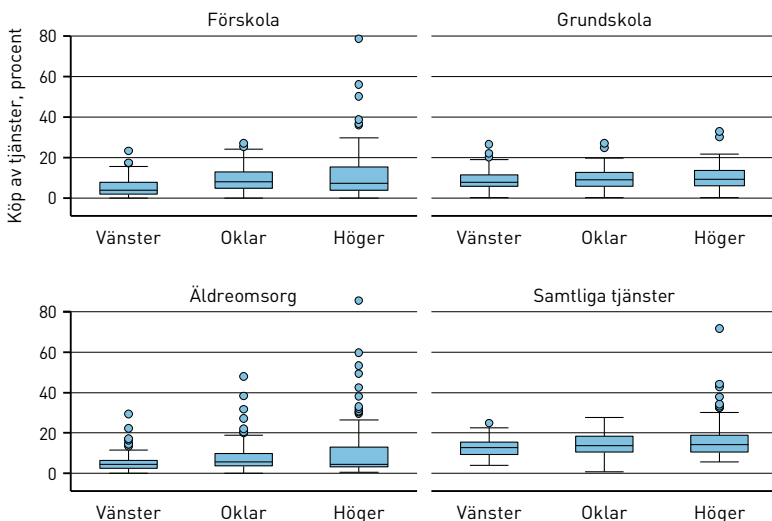 Förskola
Grundskola
Köp av tjänster, procent
80
60
40
20
0
Vänster Oklar Höger
Vänster Oklar Höger
Äldreomsorg
Samtliga tjänster
80
60
40
20
0
Vänster Oklar Höger
Vänster Oklar Höger